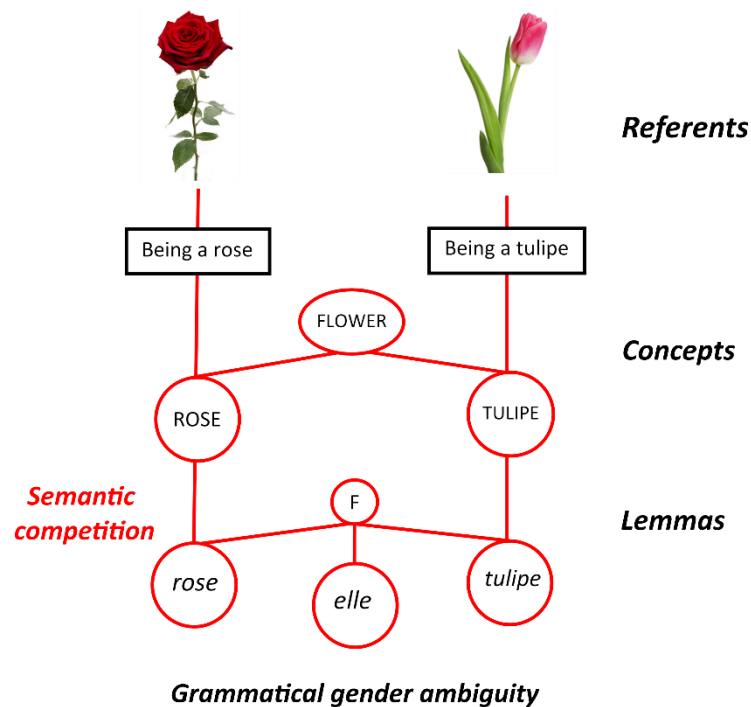 Referents
Being a rose
Being a tulipe
FLOWER
Concepts
ROSE
TULIPE
Semantic
competition
F
Lemmas
rose
elle
tulipe
Grammatical gender ambiguity